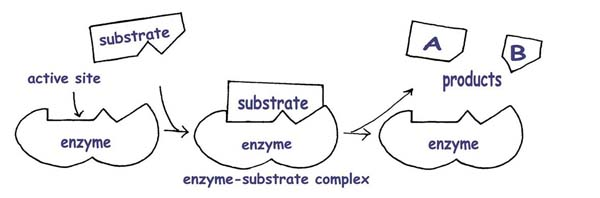 substrate
active site
enzyme
substrate
enzyme
enzyme-substrate complex
A
B
products
enzyme